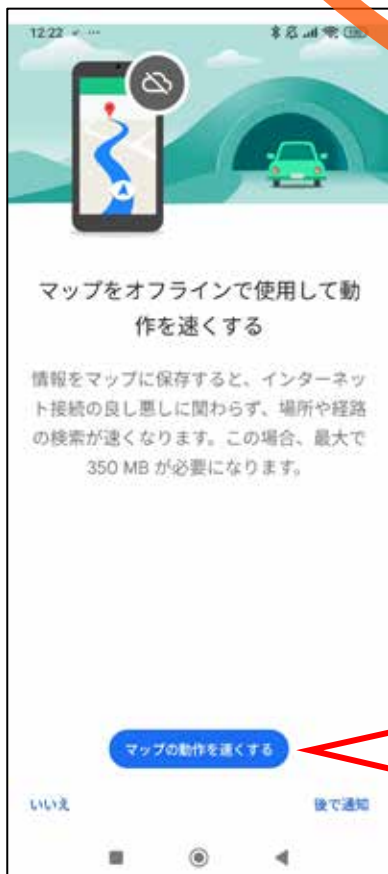 12:22
マップをオフラインで使用して動
作を速くする
情報をマップに保存すると、インターネッ
ト接続の良し悪しに関わらず、場所や経路
の検索が速くなります。この場合、最大で
350 MB が必要になります。
マップの動作を速くする
いいえ
後で通知